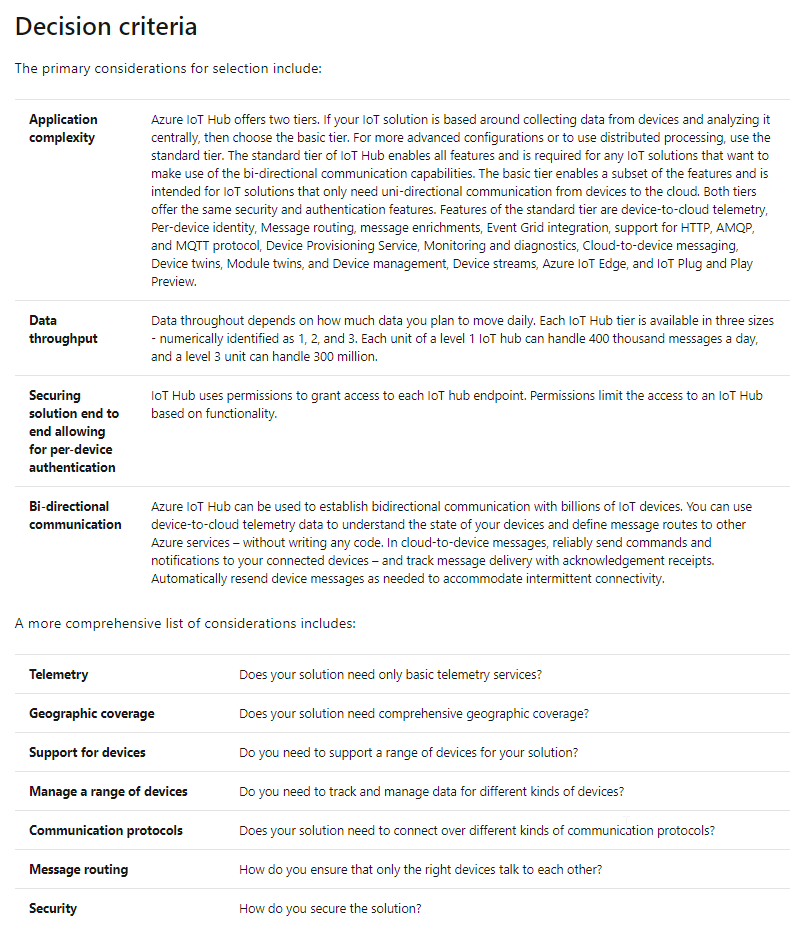 Decision criteria
The primary considerations for selection include:
Application complexity
Azure IoT Hub offers two tiers. If your IoT solution is based around collecting data from devices and analyzing it
centrally, then choose the basic tier. For more advanced configurations or to use distributed processing, use the
standard tier. The standard tier of IoT Hub enables all features and is required for any IoT solutions that want to
make use of the bi-directional communication capabilities. The basic tier enables a subset of the features and is
intended for IoT solutions that only need uni-directional communication from devices to the cloud. Both tiers
offer the same security and authentication features. Features of the standard tier are device-to-cloud telemetry,
Per-device identity, Message routing, message enrichments, Event Grid integration, support for HTTP, AMQP,
and MQTT protocol, Device Provisioning Service, Monitoring and diagnostics, Cloud-to-device messaging,
Device twins, Module twins, and Device management, Device streams, Azure IoT Edge, and IoT Plug and Play
Preview.
Data
throughput
Data throughout depends on how much data you plan to move daily. Each IoT Hub tier is available in three sizes
- numerically identified as 1, 2, and 3. Each unit of a level 1 IoT hub can handle 400 thousand messages a day,
and a level 3 unit can handle 300 million.
Securing
solution end to
end allowing
for per-device
authentication
IoT Hub uses permissions to grant access to each IoT hub endpoint. Permissions limit the access to an IoT Hub
based on functionality.
Bi-directional
communication
Azure IoT Hub can be used to establish bidirectional communication with billions of IoT devices. You can use
device-to-cloud telemetry data to understand the state of your devices and define message routes to other
Azure services – without writing any code. In cloud-to-device messages, reliably send commands and
notifications to your connected devices – and track message delivery with acknowledgement receipts.
Automatically resend device messages as needed to accommodate intermittent connectivity.
A more comprehensive list of considerations includes:
Telemetry Does your solution need only basic telemetry services?
Geographic coverage Does your solution need comprehensive geographic coverage?
Support for devices Do you need to support a range of devices for your solution?
Manage a range of devices Do you need to track and manage data for different kinds of devices?
Communication protocols Does your solution need to connect over different kinds of communication protocols?
Message routing How do you ensure that only the right devices talk to each other?
Security How do you secure the solution?